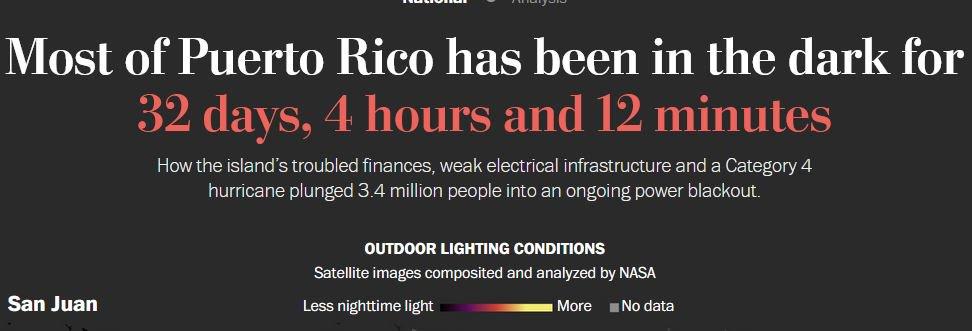 National Analysis
Most of Puerto Rico has been in the dark for
32 days, 4 hours and 12 minutes
How the island’s troubled finances, weak electrical infrastructure and a Category 4
hurricane plunged 3.4 million people into an ongoing power blackout.
OUTDOOR LIGHTING CONDITIONS
Satellite images composited and analyzed by NASA
San Juan
Less nighttime light More No data